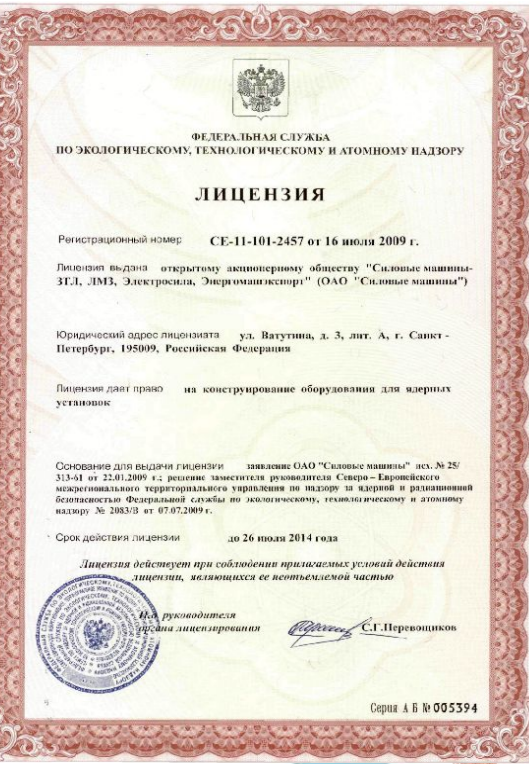 ФЕДЕРАЛЬНАЯ СЛУЖБА
ПО ЭКОЛОГИЧЕСКОМУ, ТЕХНОЛОГИЧЕСКОМУ И АТОМНОМУ НАДЗОРУ
ЛИЦЕНЗИЯ
Регистрационный номер СЕ-11-101-2457 от 16 июля 2009 г.
Лицензия выдана открытому акционерному обществу "Силовые машины-
ЗТЛ, ЛМЗ, Электросила, Энергомашэкспорт" (ОАО "Силовые машины")
Юридический адрес лицензиата ул. Ватутина, д. 3, лит. А, г. Санкт -
Петербург, 195009, Российская Федерация
Лицензия дает право на конструирование оборудования для ядерных
установок
Основание для выдачи лицензии заявление ОАО "Силовые машины" исх. № 25/
313-61 от 22.01.2009 г.; решение заместителя руководителя Северо - Европейского
межрегионального территориального управления по надзору за ядерной и радиационной
безопасностью Федеральной службы по экологическому, технологическому и атомному
надзору № 2083/В от 07.07.2009 г.
Срок действия лицензии до 26 июля 2014 года
Лицензия действует при соблюдении прилагаемых условий действия
лицензии, являющихся ее неотъемлемой частью
руководителя
органа лицензирования С.Г.Перевощиков
Серия А Б № 005394